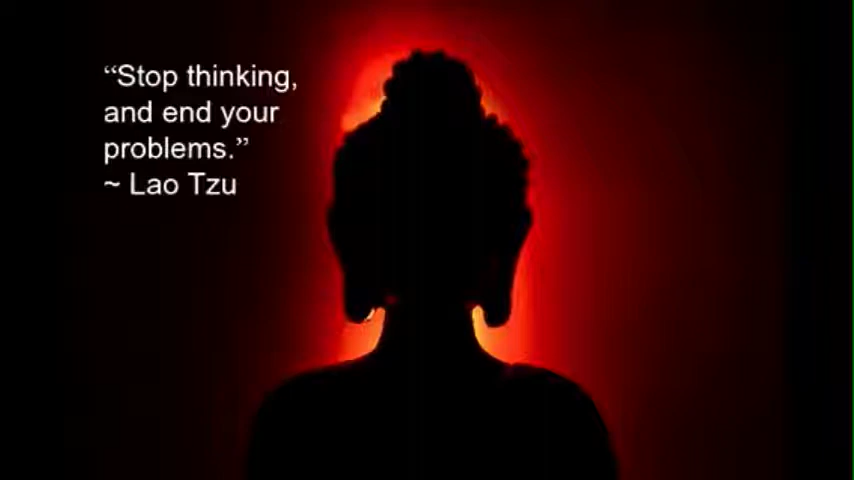 “Stop thinking,
and end your
problems.”
~ Lao Tzu